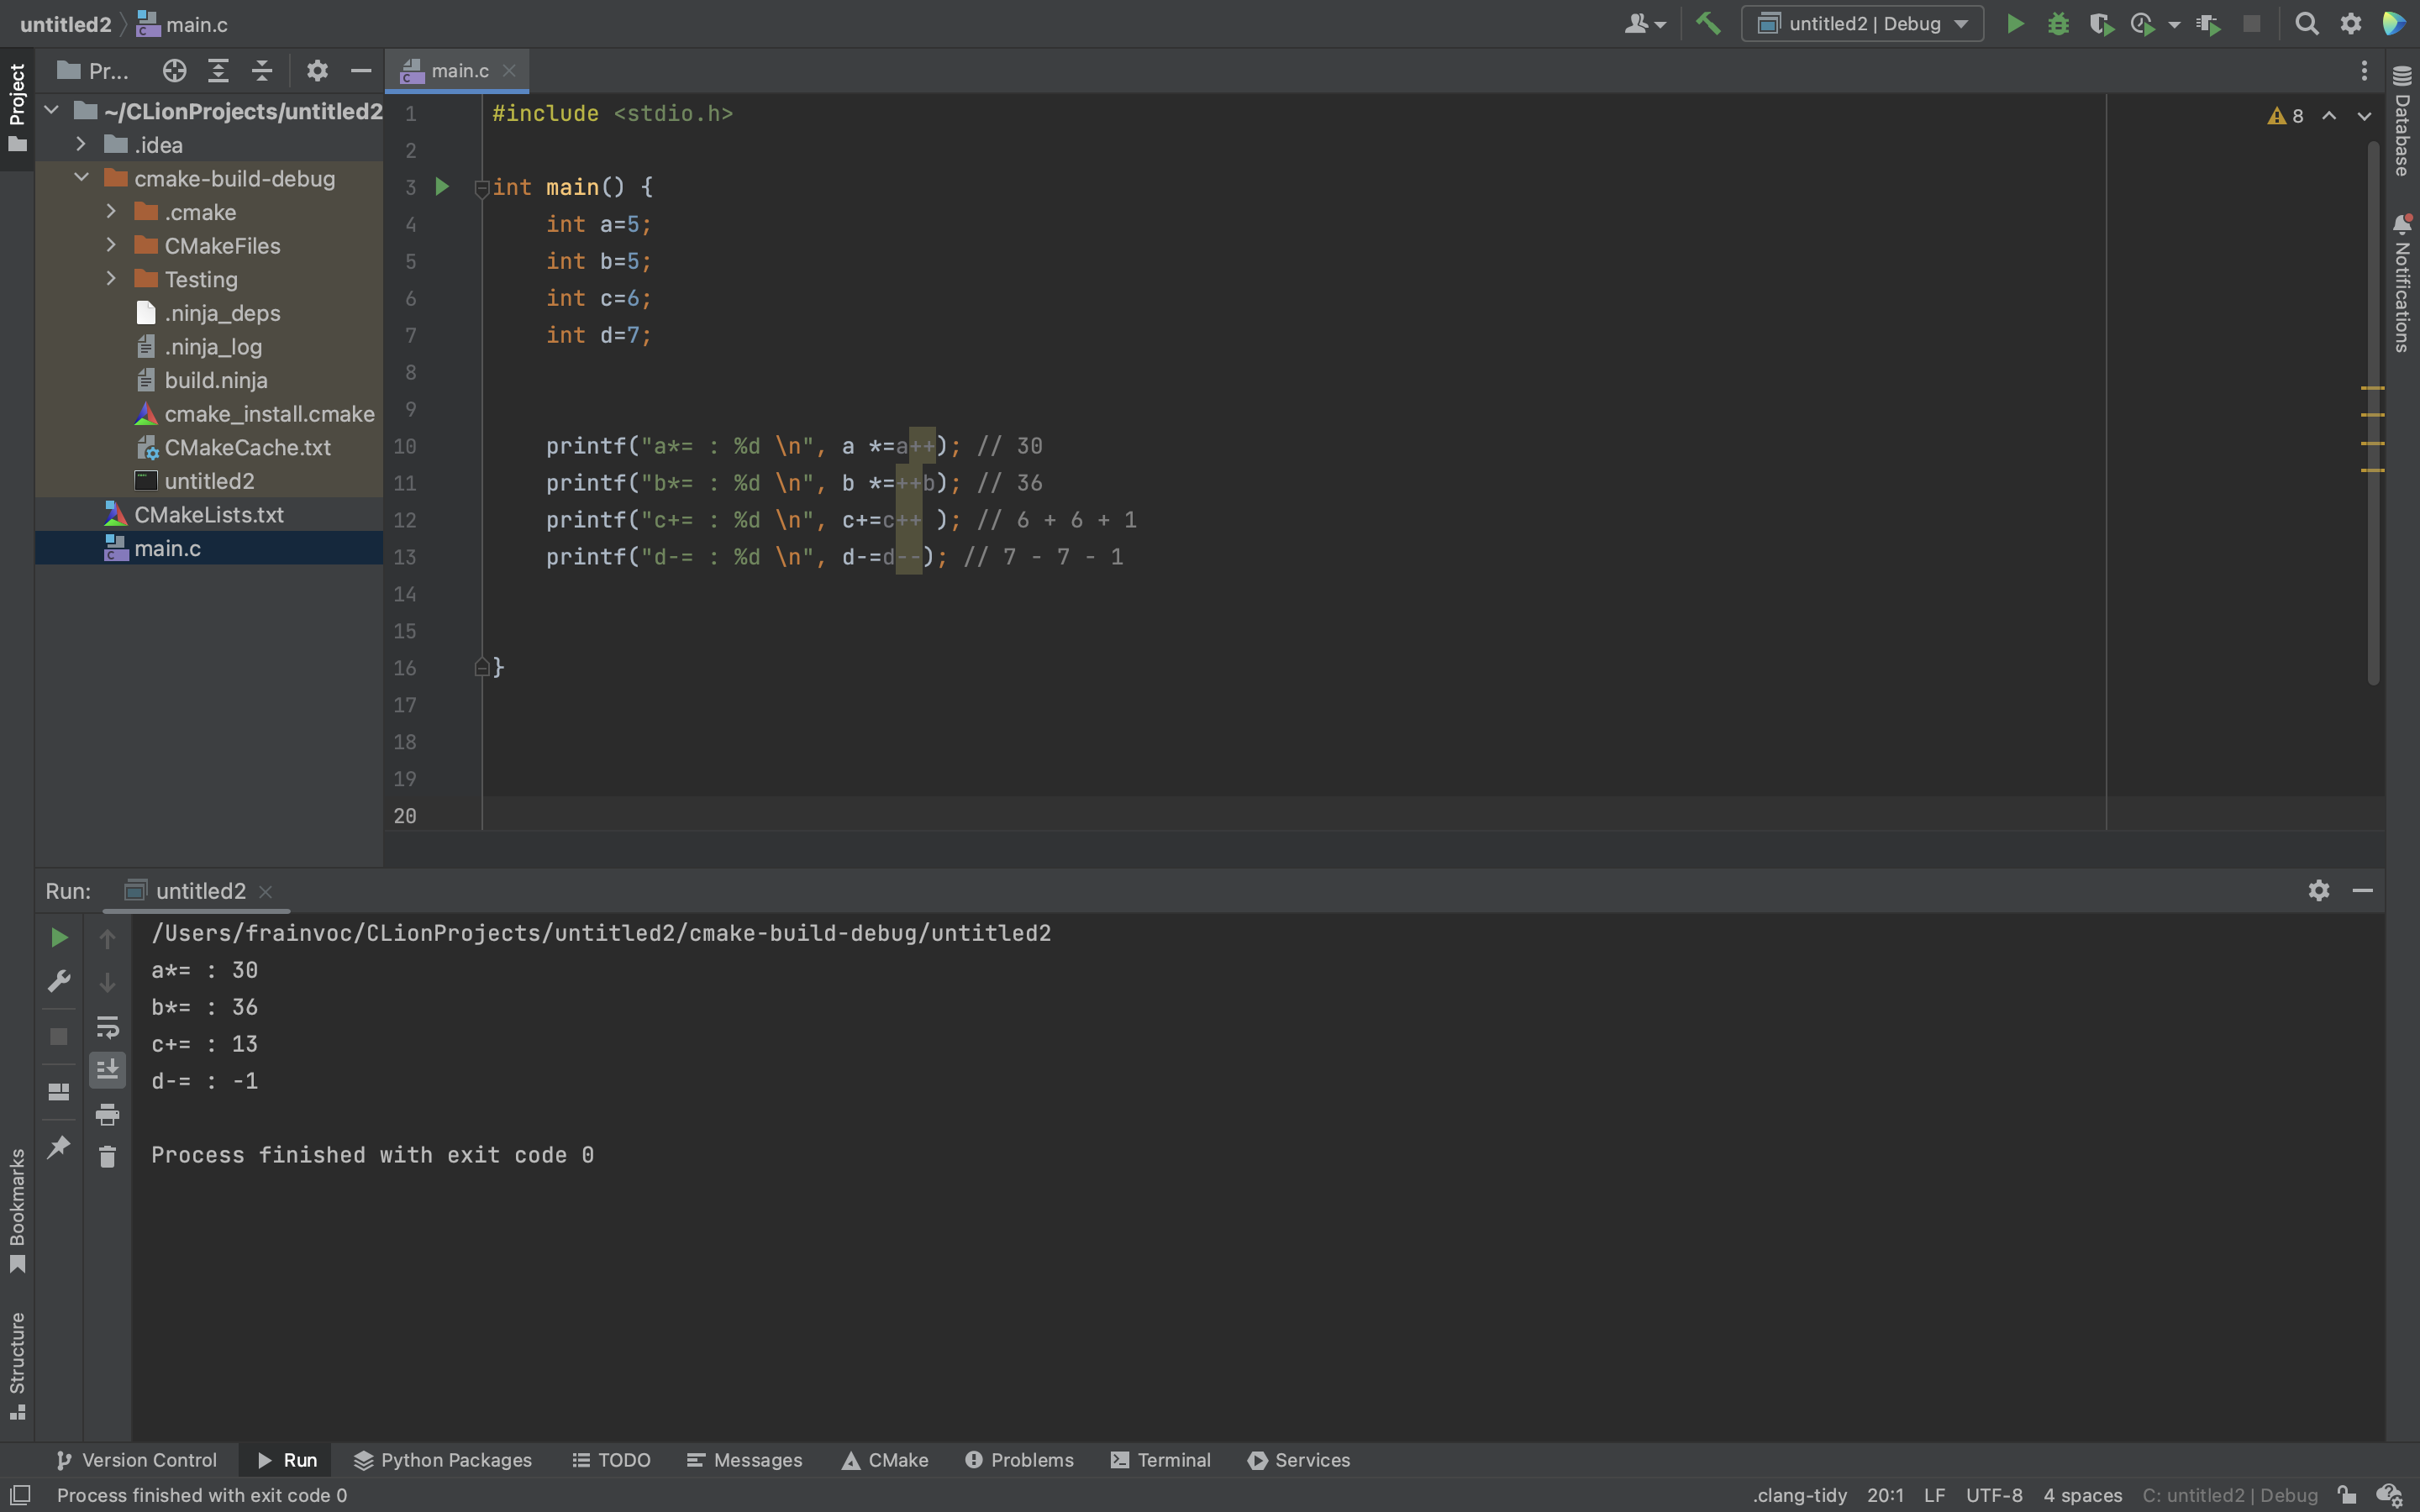 untitled2 main.c
untitled2 | Debug
Project
Pr...
main.c
~/CLionProjects/untitled2
.idea
cmake-build-debug
.cmake
CMakeFiles
Testing
.ninja_deps
.ninja_log
build.ninja
cmake_install.cmake
CMakeCache.txt
untitled2
CMakeLists.txt
main.c
8
1 #include <stdio.h>
2
3 int main() {
4 int a=5;
5 int b=5;
6 int c=6;
7 int d=7;
8
9
10 printf("a*= : %d \n", a *=a++); // 30
11 printf("b*= : %d \n", b *=++b); // 36
12 printf("c+= : %d \n", c+=c++ ); // 6 + 6 + 1
13 printf("d-= : %d \n", d-=d--); // 7 - 7 - 1
14
15
16 }
17
18
19
20
Database
Notifications
Run: untitled2
/Users/frainvoc/CLionProjects/untitled2/cmake-build-debug/untitled2
a*= : 30
b*= : 36
c+= : 13
d-= : -1
Process finished with exit code 0
Bookmarks
Structure
Version Control Run Python Packages TODO Messages CMake Problems Terminal Services
Process finished with exit code 0 .clang-tidy 20:1 LF UTF-8 4 spaces C: untitled2 | Debug